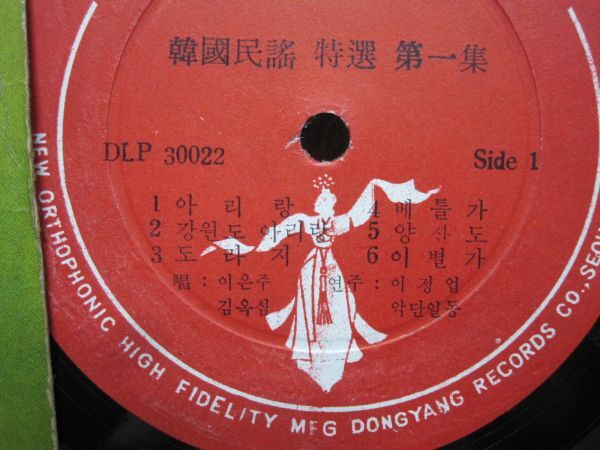 韓國民謠 特選 第一集
DLP 30022
Side 1
1 아리랑
2 강원도 아리랑
3 도라지
4 베틀가
5 양산도
6 이별가
唱: 이은주
김옥심
연주: 이정업
악단일동
NEW ORTHOPHONIC HIGH FIDELITY MFG DONGYANG RECORDS CO., SEOU